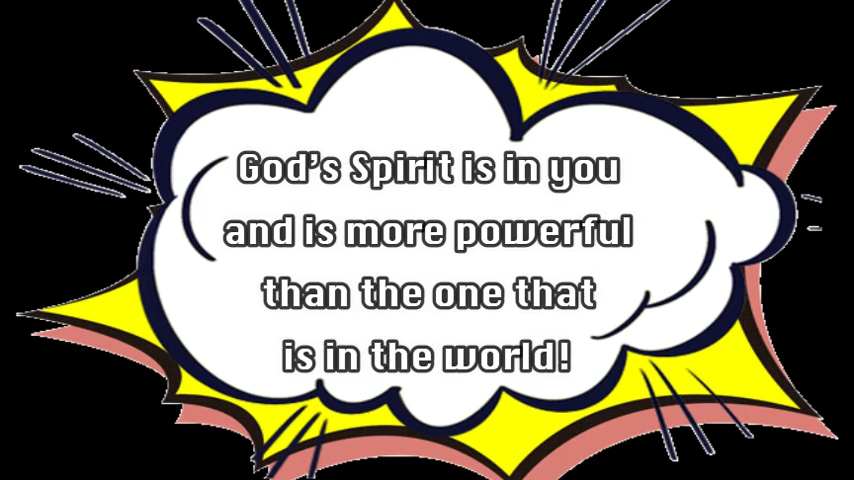 God's Spirit is in you
and is more powerful
than the one that
is in the world!